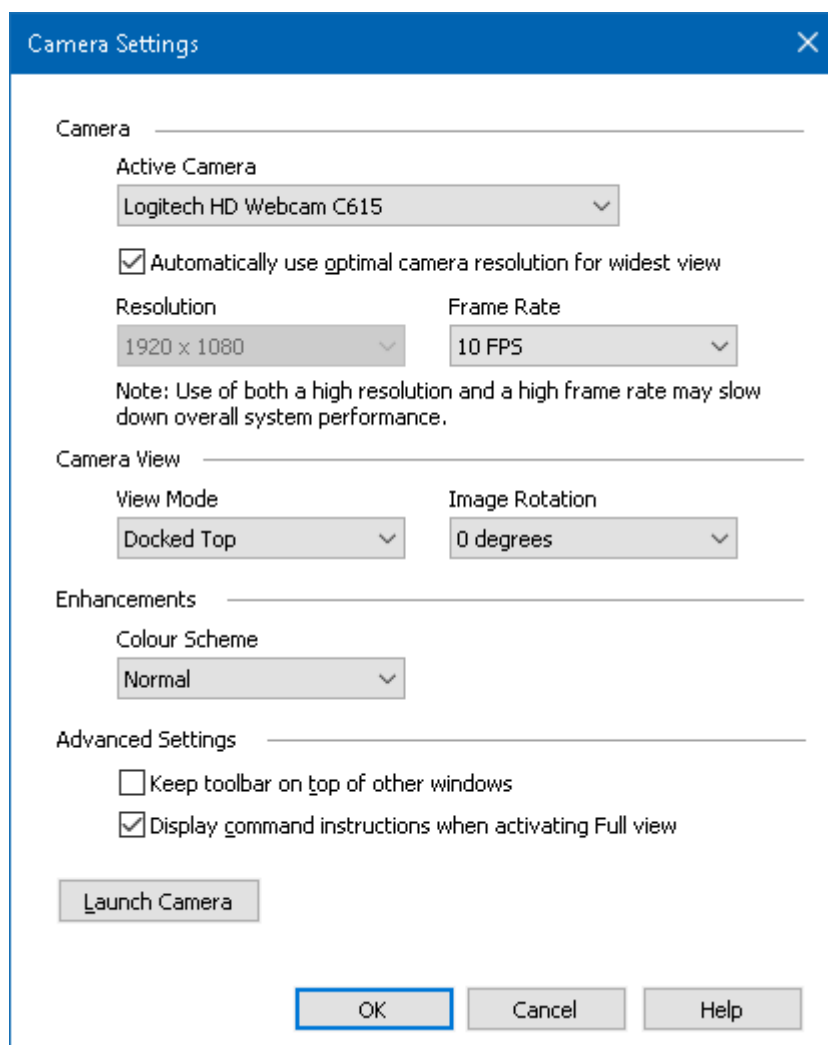 Camera Settings
Camera
Active Camera
Logitech HD Webcam C615
Automatically use optimal camera resolution for widest view
Resolution Frame Rate
1920 x 1080 10 FPS
Note: Use of both a high resolution and a high frame rate may slow
down overall system performance.
Camera View
View Mode Image Rotation
Docked Top 0 degrees
Enhancements
Colour Scheme
Normal
Advanced Settings
Keep toolbar on top of other windows
Display command instructions when activating Full view
Launch Camera
OK Cancel Help